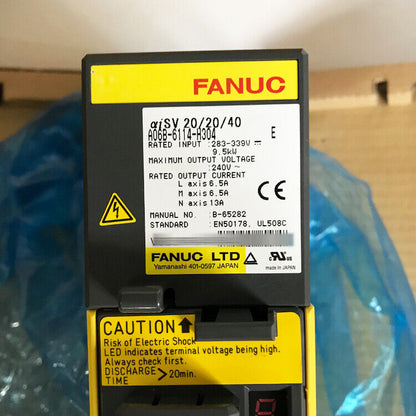 FANUC
αiSV 20/20/40
A06B-6114-H304 E
RATED INPUT :283-339V
9.5kW
MAXIMUM OUTPUT VOLTAGE
:240V~
RATED OUTPUT CURRENT
L axis 6.5A
M axis 6.5A
N axis 13A
MANUAL NO. :B-65282
STANDARD :EN50178, UL508C
CE
FANUC LTD
Yamanashi 401-0597 JAPAN
c RU US
MADE IN JAPAN
CAUTION
Risk of Electric Shock
LED indicates terminal voltage being high.
Always check first.
DISCHARGE TIME > 20min.